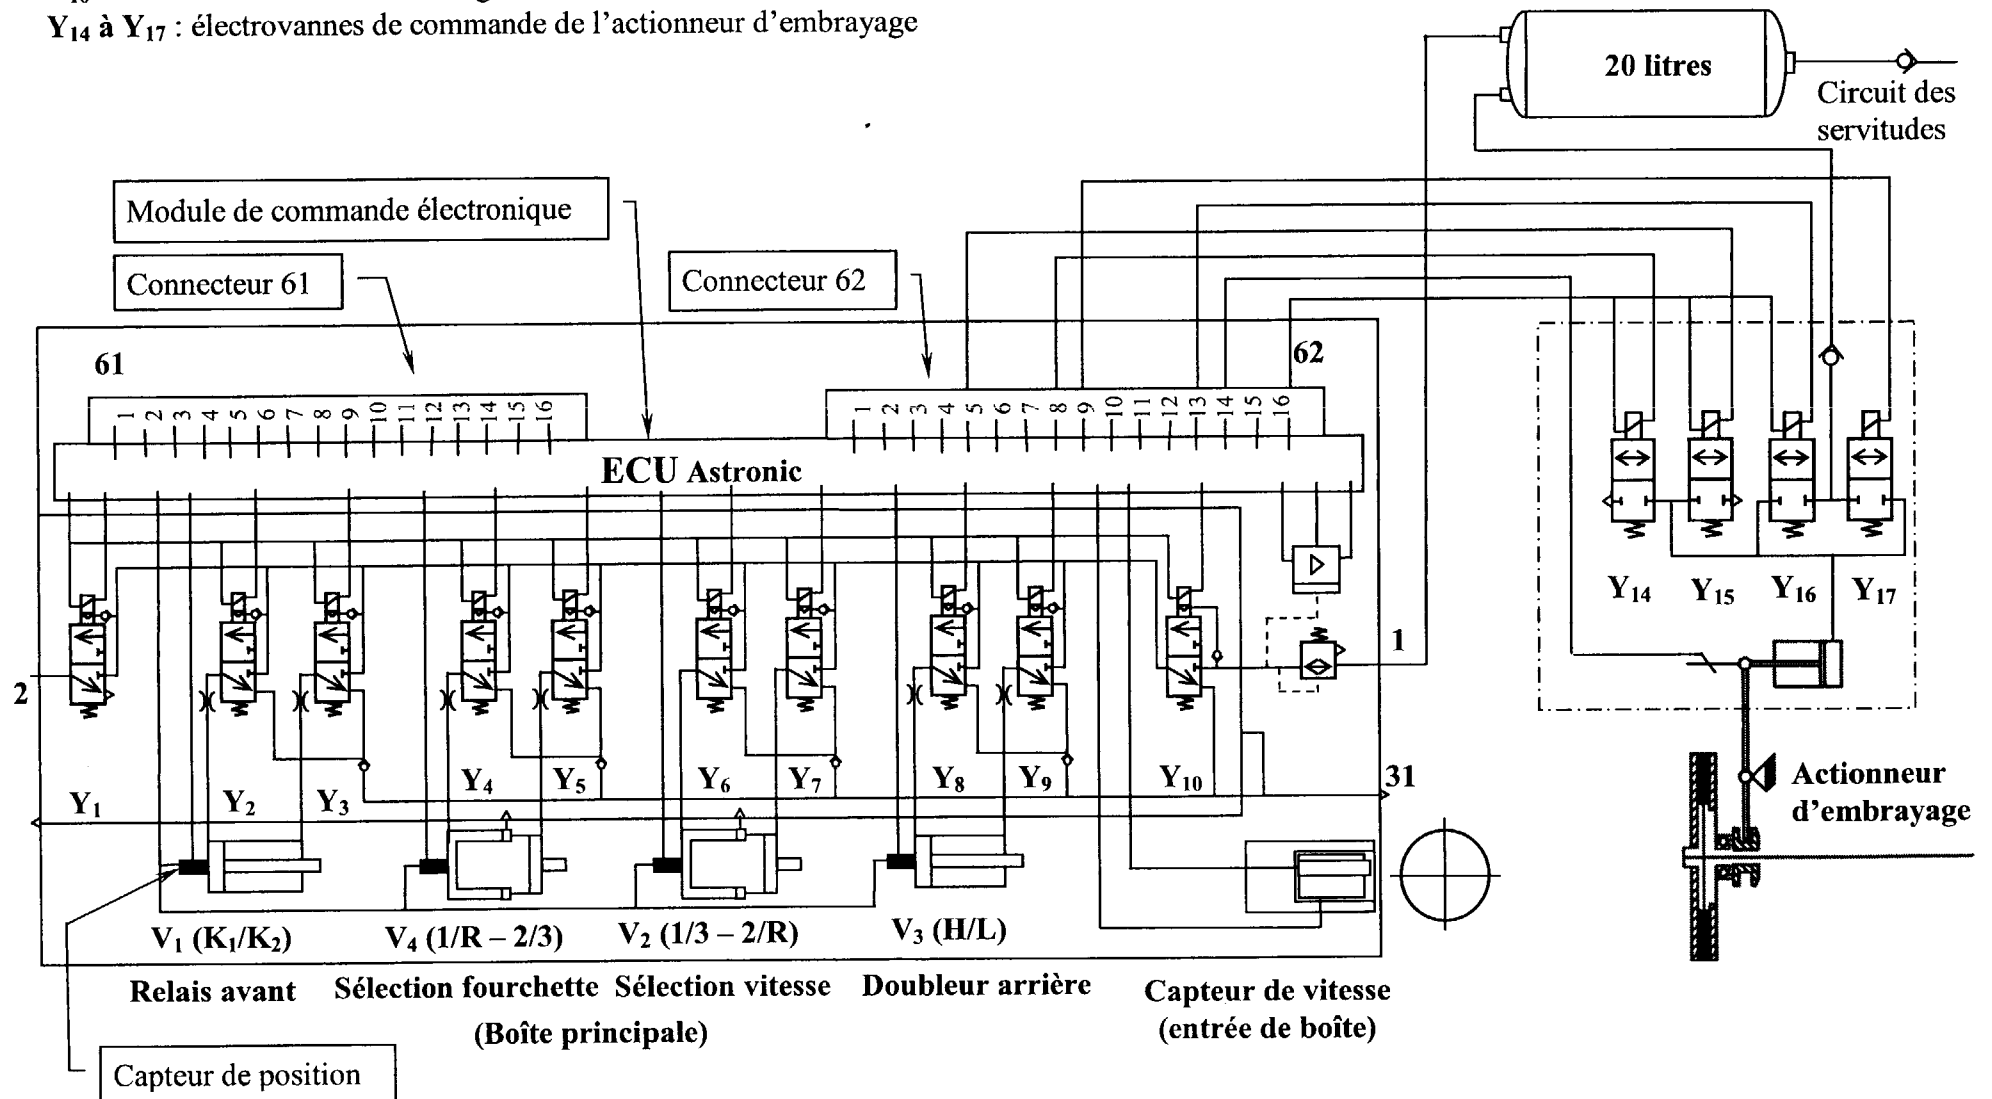 Y14 à Y17 : électrovannes de commande de l'actionneur d'embrayage
20 litres
Circuit des
servitudes
Module de commande électronique
Connecteur 61
Connecteur 62
61
62
1 2 3 4 5 6 7 8 9 10 11 12 13 14 15 16
1 2 3 4 5 6 7 8 9 10 11 12 13 14 15 16
ECU Astronic
Y14 Y15 Y16 Y17
1
2
31
Y1 Y2 Y3 Y4 Y5 Y6 Y7 Y8 Y9 Y10
Actionneur
d'embrayage
V1 (K1/K2)
V4 (1/R – 2/3)
V2 (1/3 – 2/R)
V3 (H/L)
Relais avant
Sélection fourchette
Sélection vitesse
Doubleur arrière
Capteur de vitesse
(Boîte principale)
(entrée de boîte)
Capteur de position